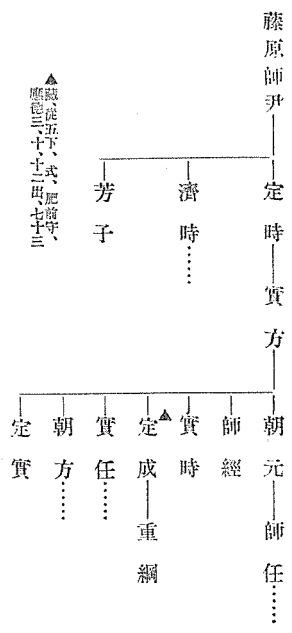 藤原師尹
定時
實方
濟時……
芳子
朝元
師任……
師經
實時
定成
重綱
實任……
朝方……
定實
藏、從五下、式、肥前守、
應德三、十、十二出、七十三